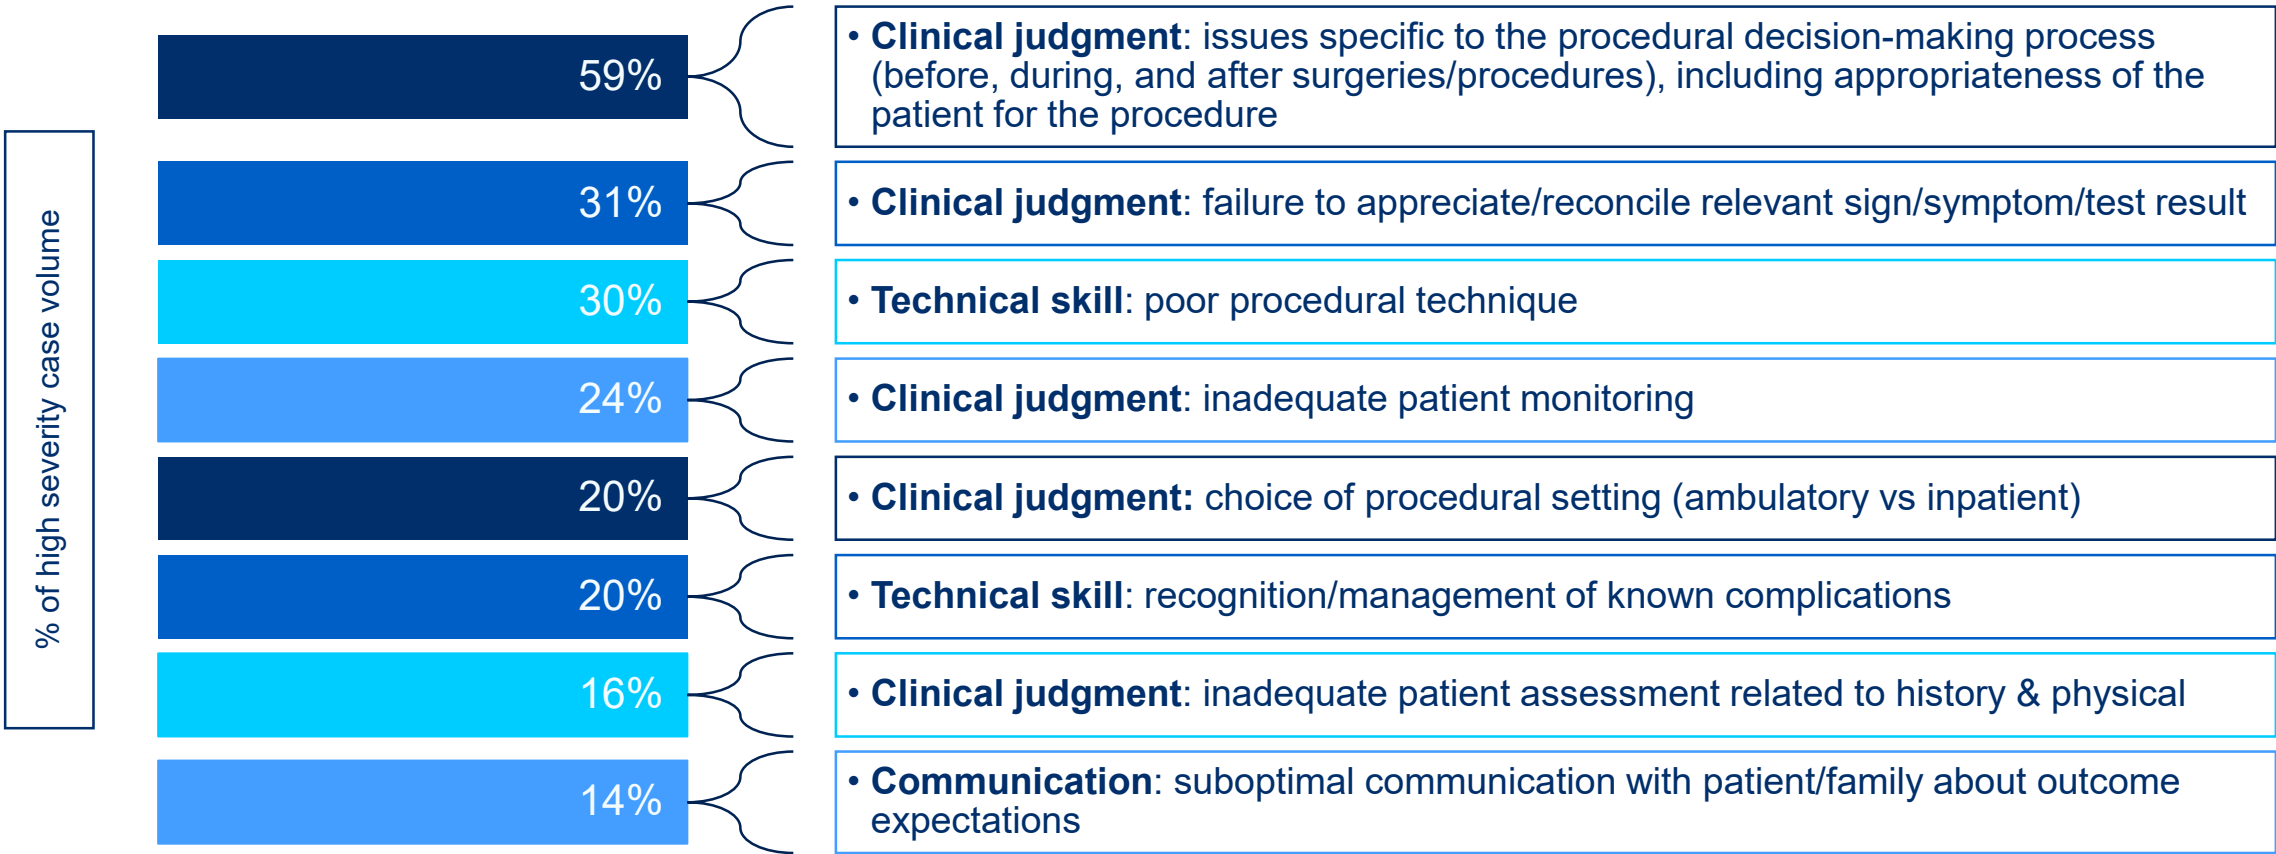 % of high severity case volume
59%
• Clinical judgment: issues specific to the procedural decision-making process
(before, during, and after surgeries/procedures), including appropriateness of the
patient for the procedure
31%
• Clinical judgment: failure to appreciate/reconcile relevant sign/symptom/test result
30%
• Technical skill: poor procedural technique
24%
• Clinical judgment: inadequate patient monitoring
20%
• Clinical judgment: choice of procedural setting (ambulatory vs inpatient)
20%
• Technical skill: recognition/management of known complications
16%
• Clinical judgment: inadequate patient assessment related to history & physical
14%
• Communication: suboptimal communication with patient/family about outcome
expectations